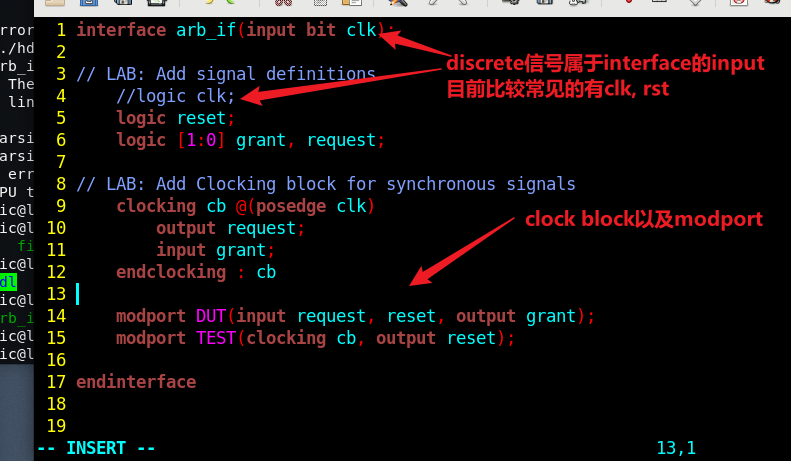 rror
./hd
rb_i
The
lin
arsi
arsi
err
PU t
ic@l
ic@l
fi
ic@l
dl
ic@l
rb_i
ic@l
ic@l
1 interface arb_if(input bit clk);
2
3 // LAB: Add signal definitions
4 //logic clk;
5 logic reset;
6 logic [1:0] grant, request;
7
8 // LAB: Add Clocking block for synchronous signals
9 clocking cb @(posedge clk)
10 output request;
11 input grant;
12 endclocking : cb
13
14 modport DUT(input request, reset, output grant);
15 modport TEST(clocking cb, output reset);
16
17 endinterface
18
19
-- INSERT -- 13,1
discrete信号属于interface的input
目前比较常见的有clk, rst
clock block以及modport